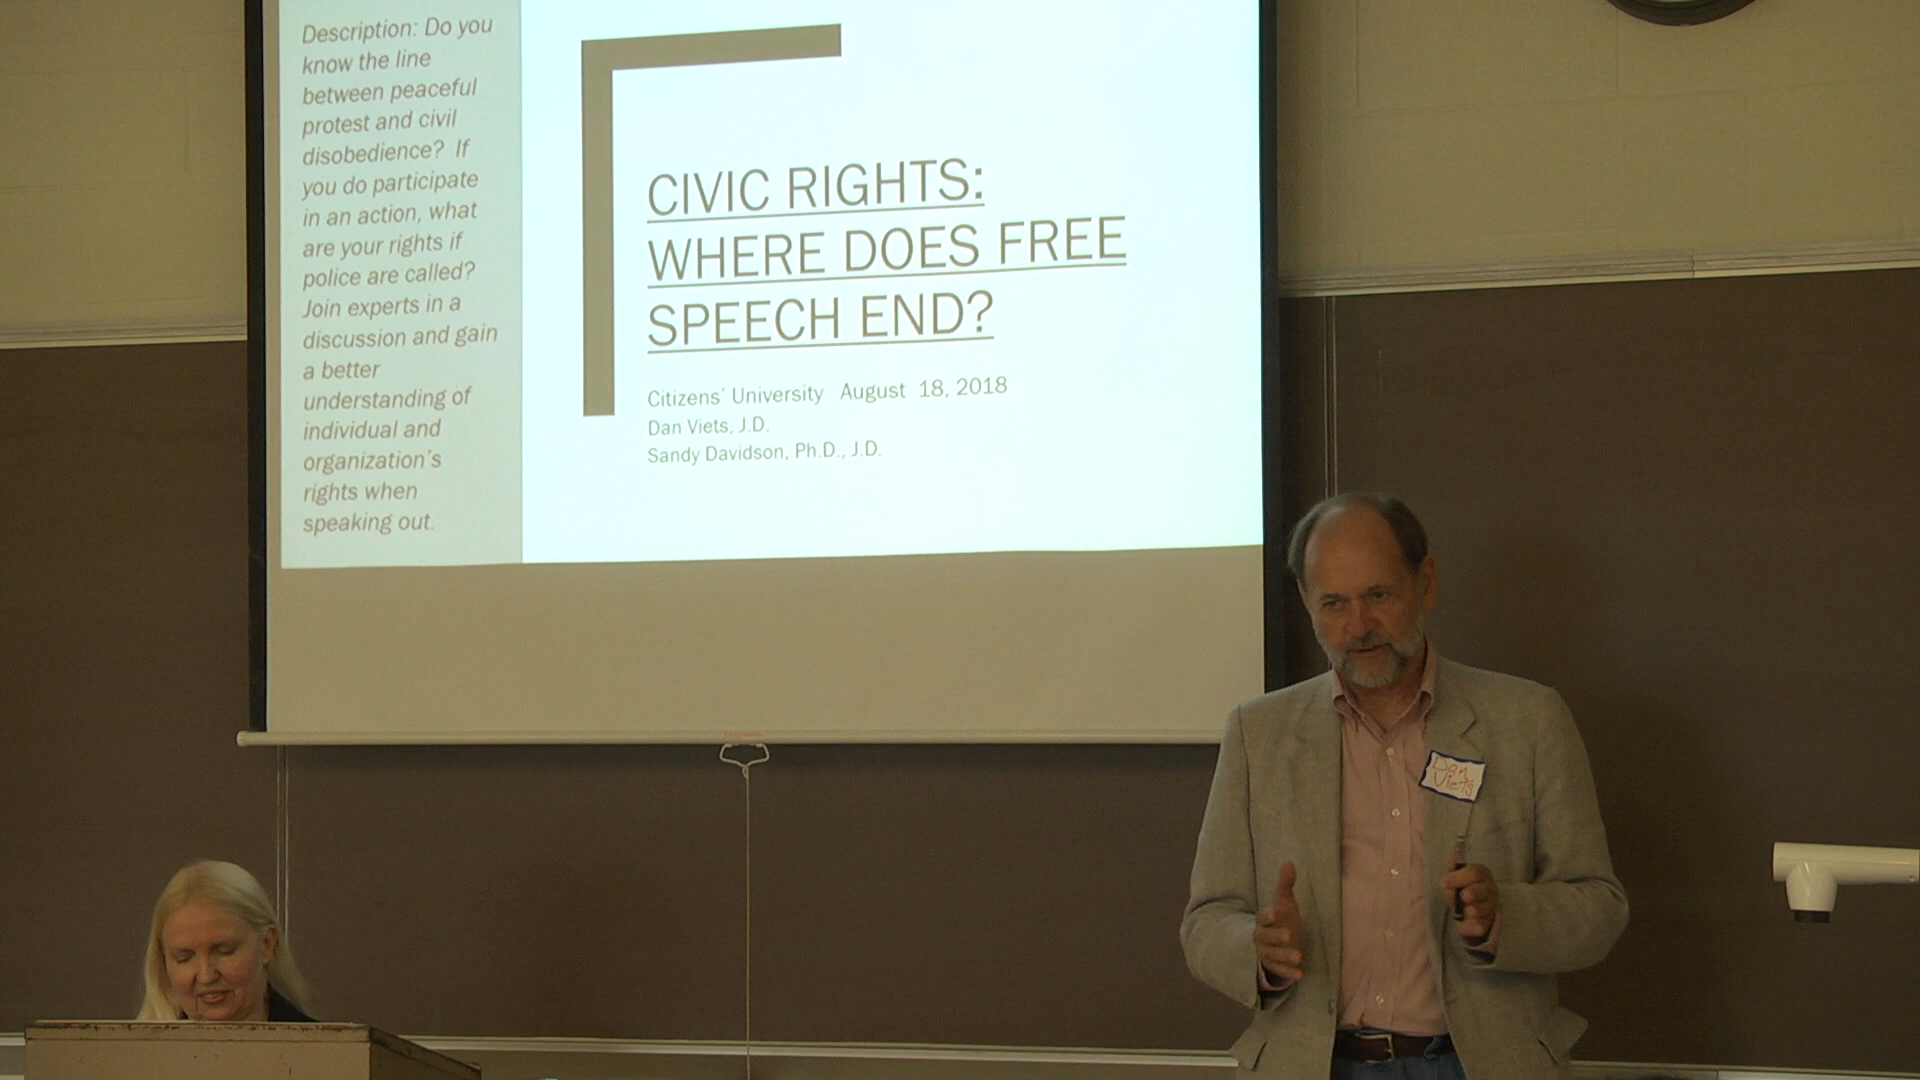 Description: Do you
know the line
between peaceful
protest and civil
disobedience? If
you do participate
in an action, what
are your rights if
police are called?
Join experts in a
discussion and gain
a better
understanding of
individual and
organization's
rights when
speaking out.
CIVIC RIGHTS:
WHERE DOES FREE
SPEECH END?
Citizens' University August 18, 2018
Dan Viets, J.D.
Sandy Davidson, Ph.D., J.D.
Dan
Viets